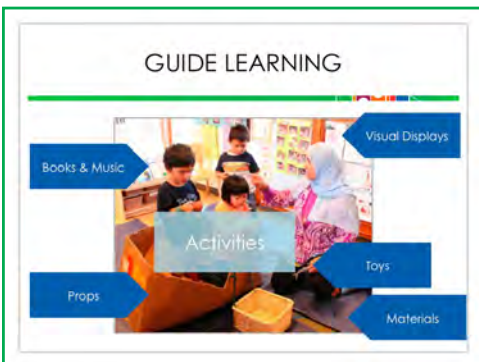 GUIDE LEARNING
Visual Displays
Books & Music
Activities
Toys
Props
Materials